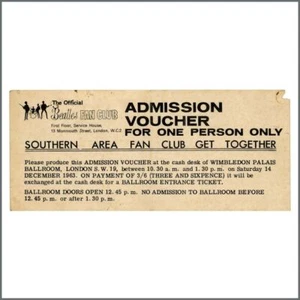 The Official
Beatles FAN CLUB
First Floor, Service House,
13 Monmouth Street, London, W.C.2
ADMISSION
VOUCHER
FOR ONE PERSON ONLY
SOUTHERN AREA FAN CLUB GET TOGETHER
Please produce this ADMISSION VOUCHER at the cash desk of WIMBLEDON PALAIS
BALLROOM, LONDON S.W. 19, between 10.30 a.m. and 1.30 p.m. on Saturday 14
DECEMBER 1963. ON PAYMENT OF 3/6 (THREE AND SIXPENCE) it will be
exchanged at the cash desk for a BALLROOM ENTRANCE TICKET.
BALLROOM DOORS OPEN 12.45 p.m. NO ADMISSION TO BALLROOM BEFORE
12.45 p.m. or after 1.30 p.m.